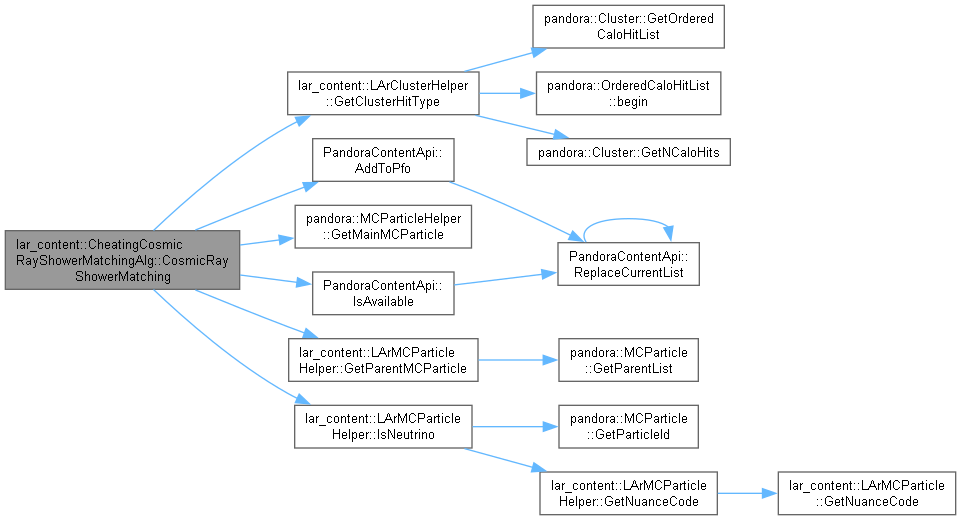 pandora::Cluster::GetOrdered
CaloHitList
lar_content::LArClusterHelper
::GetClusterHitType
pandora::OrderedCaloHitList
::begin
pandora::Cluster::GetNCaloHits
PandoraContentApi::
AddToPfo
pandora::MCParticleHelper
::GetMainMCParticle
lar_content::CheatingCosmic
RayShowerMatchingAlg::CosmicRay
ShowerMatching
PandoraContentApi::
ReplaceCurrentList
PandoraContentApi::
IsAvailable
lar_content::LArMCParticle
Helper::GetParentMCParticle
pandora::MCParticle
::GetParentList
lar_content::LArMCParticle
Helper::IsNeutrino
pandora::MCParticle
::GetParticleId
lar_content::LArMCParticle
Helper::GetNuanceCode
lar_content::LArMCParticle
::GetNuanceCode